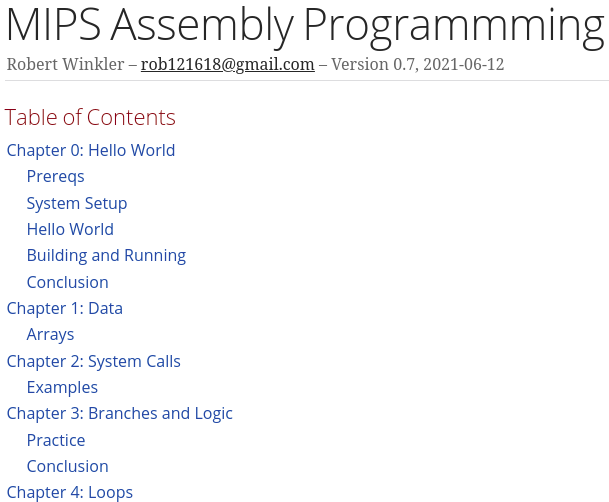 MIPS Assembly Programmming
Robert Winkler – rob121618@gmail.com – Version 0.7, 2021-06-12
Table of Contents
Chapter 0: Hello World
Prereqs
System Setup
Hello World
Building and Running
Conclusion
Chapter 1: Data
Arrays
Chapter 2: System Calls
Examples
Chapter 3: Branches and Logic
Practice
Conclusion
Chapter 4: Loops